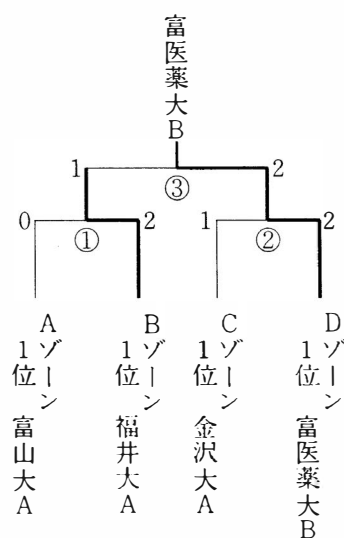 富医薬大B
1 2
③
0 2 1 2
① ②
Aゾーン
1位 富山大A
Bゾーン
1位 福井大A
Cゾーン
1位 金沢大A
Dゾーン
1位 富医薬大B